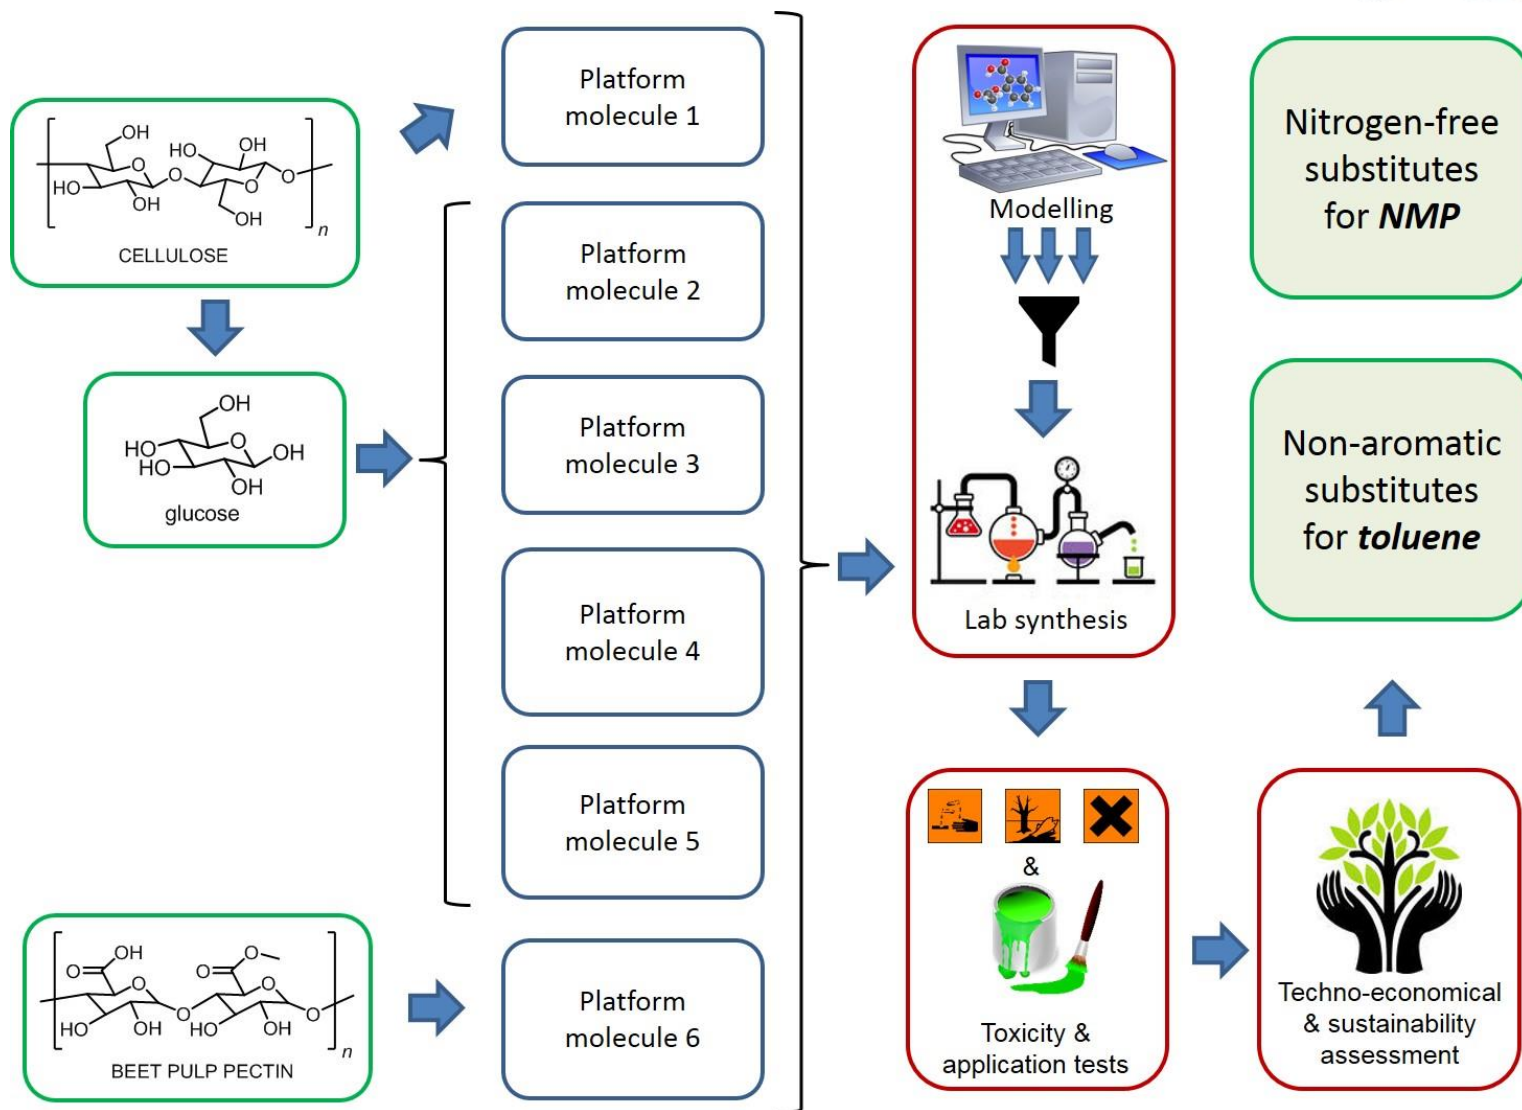 OH
O
HO
OH
O
OH
OH
O
HO
O
OH
n
CELLULOSE
OH
HO
O
HO
OH
OH
glucose
OH
O
O
HO
OH
O
O
O
O
HO
OH
O
n
BEET PULP PECTIN
Platform
molecule 1
Platform
molecule 2
Platform
molecule 3
Platform
molecule 4
Platform
molecule 5
Platform
molecule 6
Modelling
Lab synthesis
&
Toxicity &
application tests
Techno-economical
& sustainability
assessment
Nitrogen-free
substitutes
for NMP
Non-aromatic
substitutes
for toluene